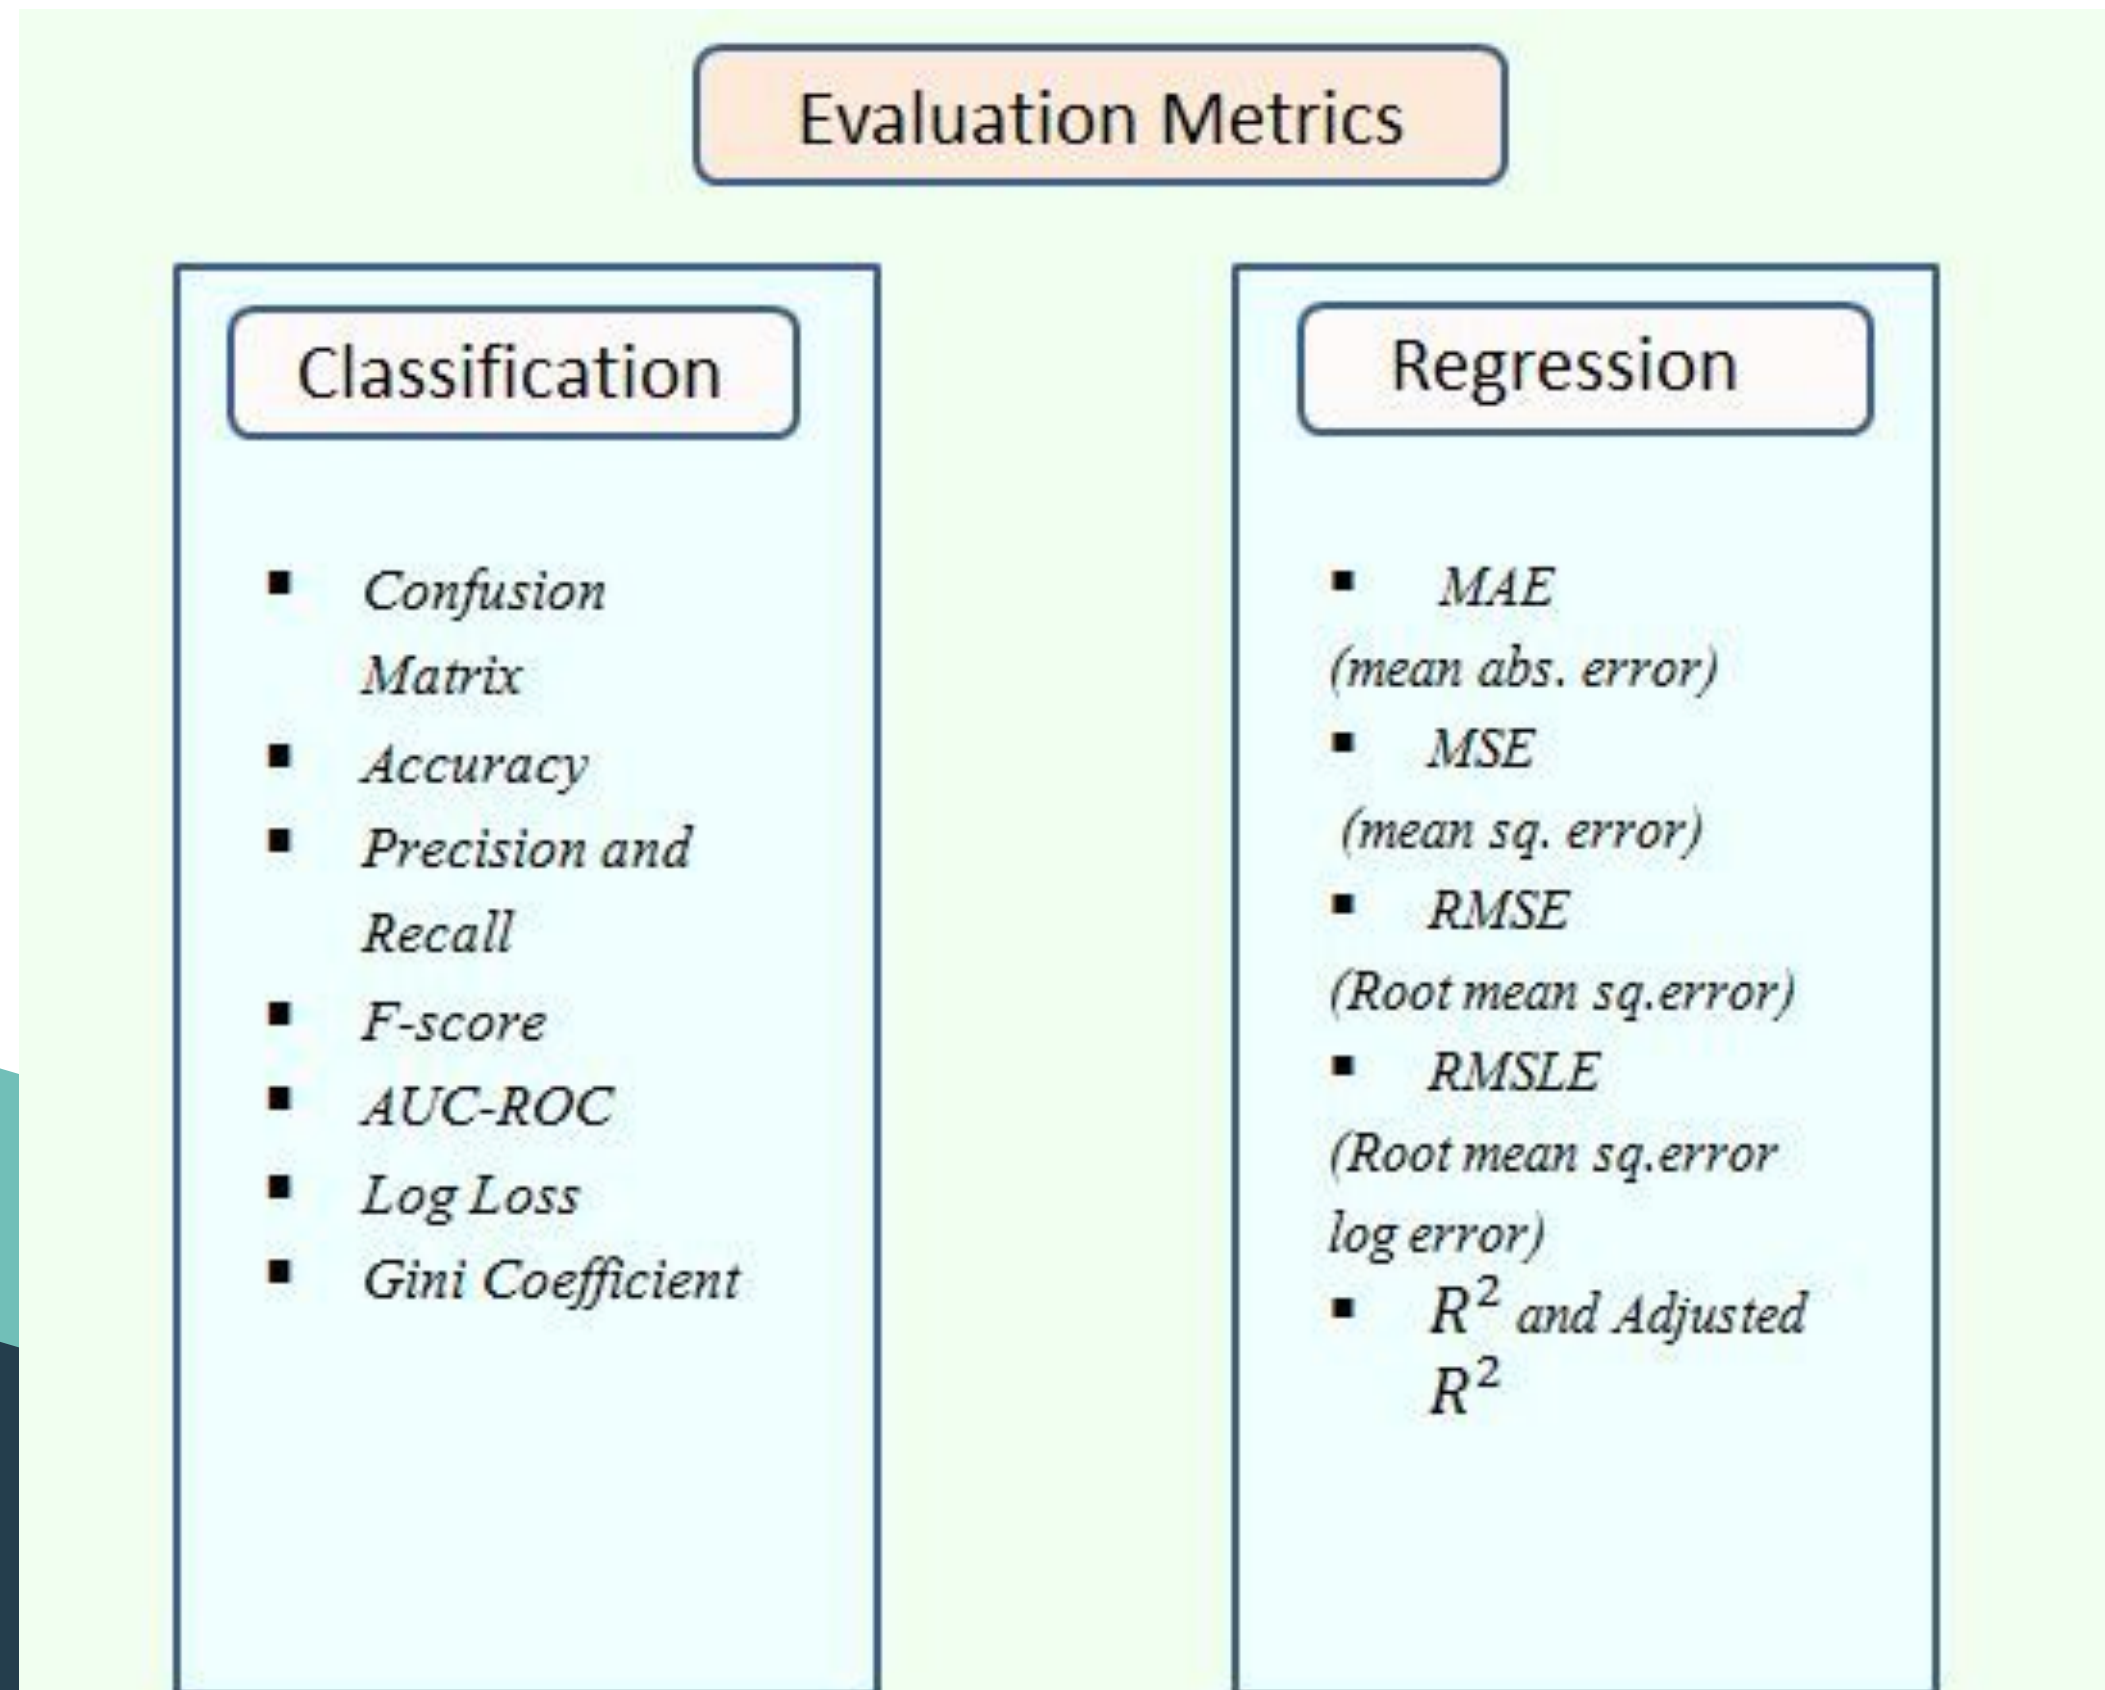 Evaluation Metrics
Classification
▪ Confusion
Matrix
▪ Accuracy
▪ Precision and
Recall
▪ F-score
▪ AUC-ROC
▪ Log Loss
▪ Gini Coefficient
Regression
▪ MAE
(mean abs. error)
▪ MSE
(mean sq. error)
▪ RMSE
(Root mean sq.error)
▪ RMSLE
(Root mean sq.error
log error)
▪ R² and Adjusted
R²